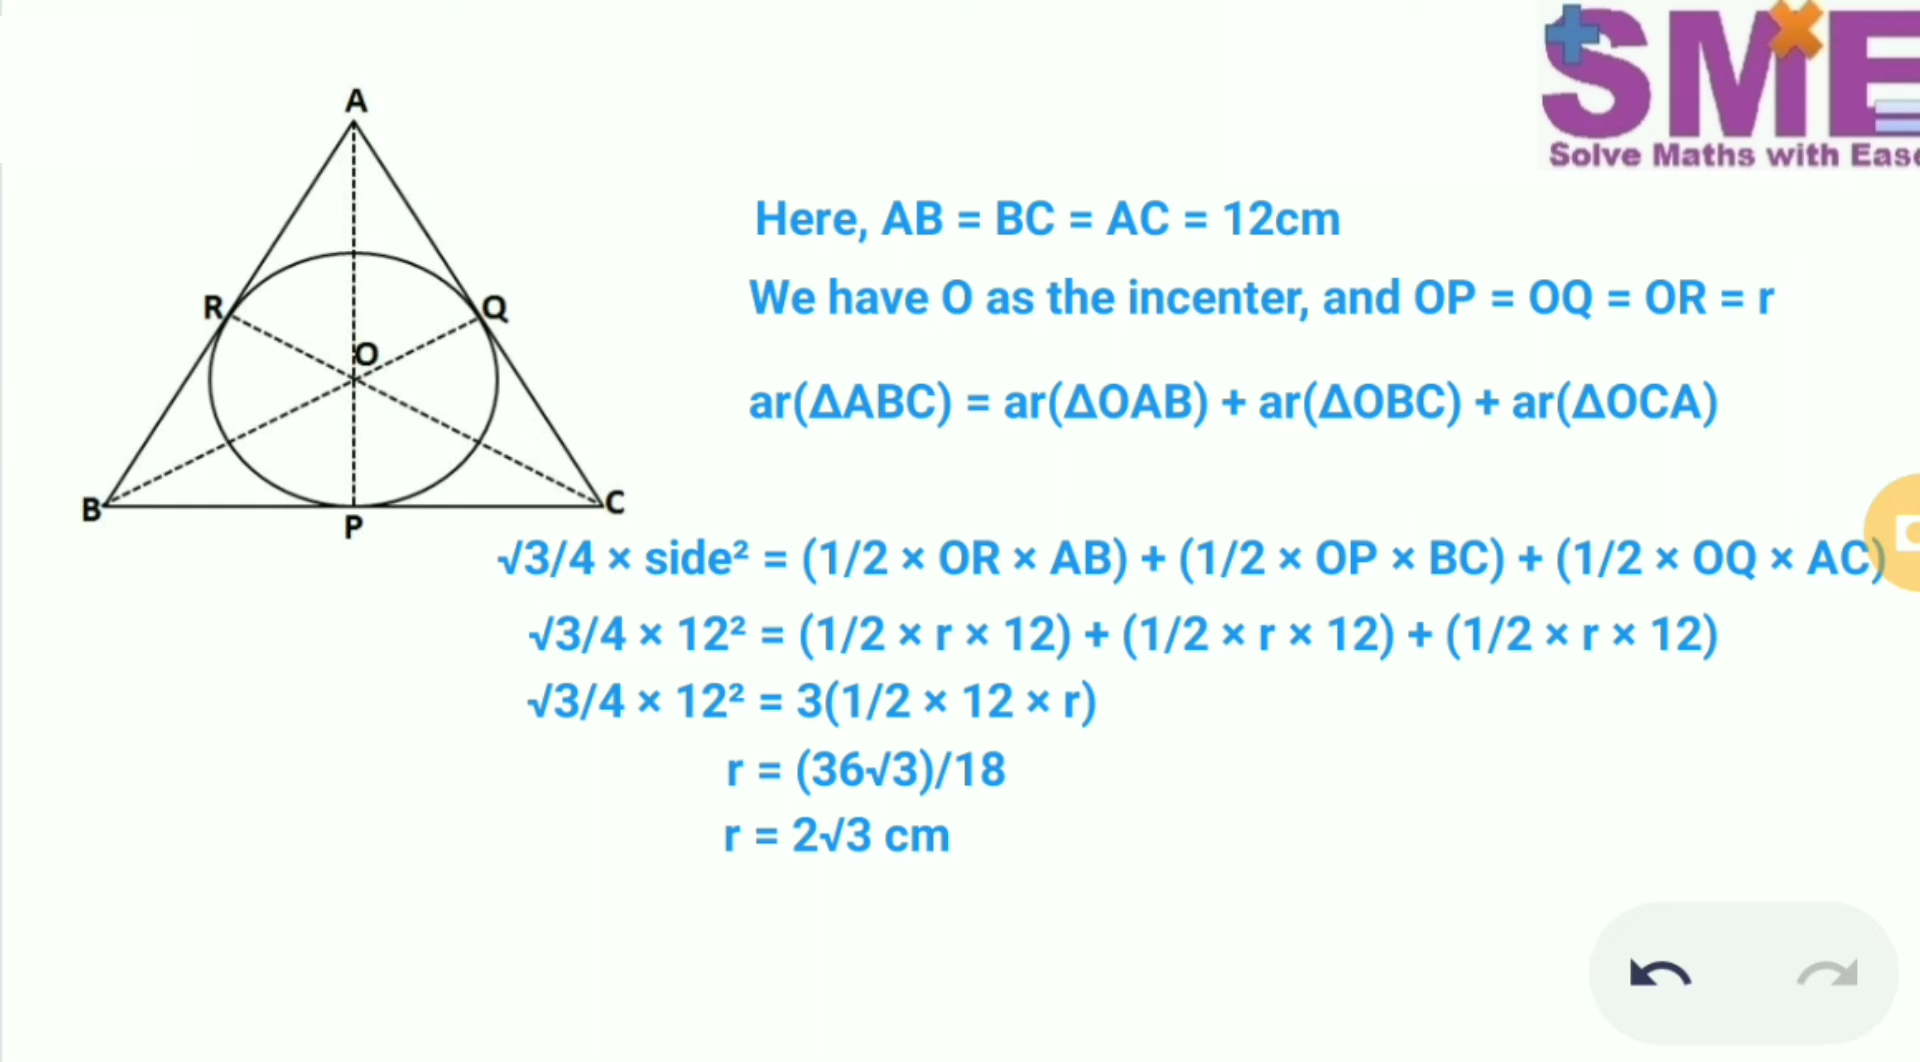 SME
Solve Maths with Ease
A
Here, AB = BC = AC = 12cm
We have O as the incenter, and OP = OQ = OR = r
R
Q
O
ar(ΔABC) = ar(ΔOAB) + ar(ΔOBC) + ar(ΔOCA)
B
C
P
√3/4 × side² = (1/2 × OR × AB) + (1/2 × OP × BC) + (1/2 × OQ × AC)
√3/4 × 12² = (1/2 × r × 12) + (1/2 × r × 12) + (1/2 × r × 12)
√3/4 × 12² = 3(1/2 × 12 × r)
r = (36√3)/18
r = 2√3 cm